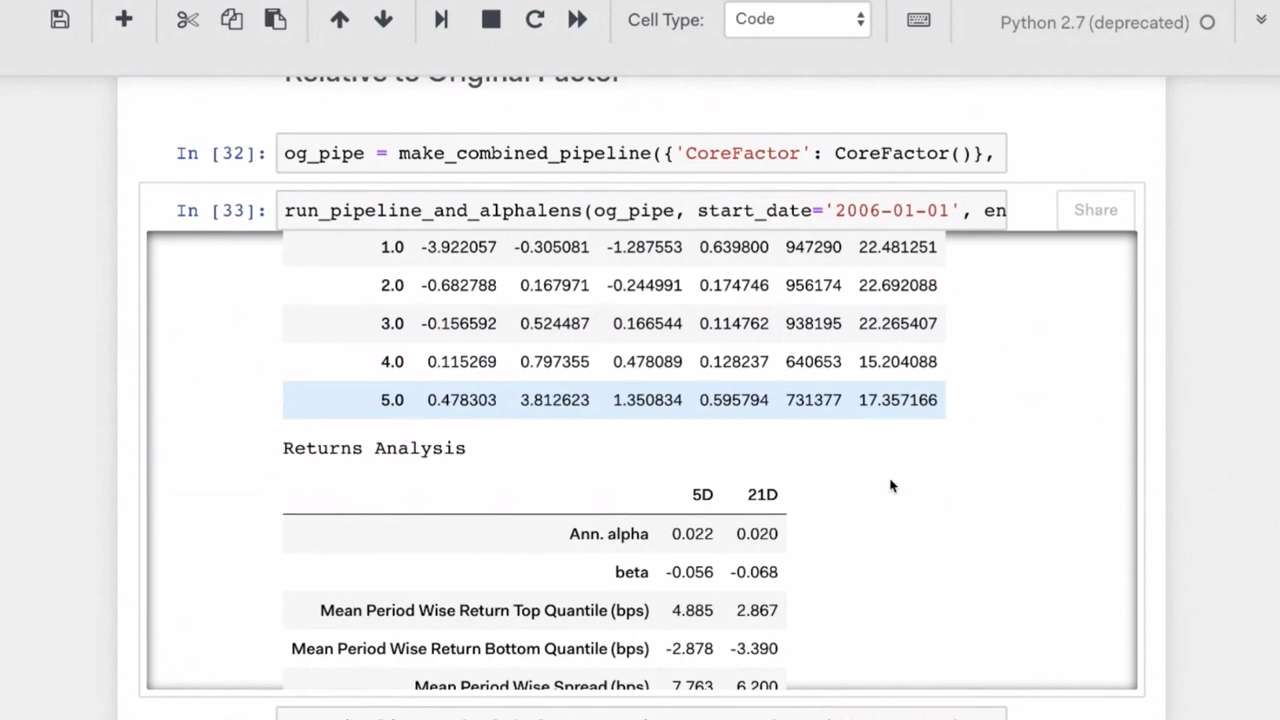 Cell Type: Code Python 2.7 (deprecated)
Relative to Original Factor
In [32]: og_pipe = make_combined_pipeline({'CoreFactor': CoreFactor()},
In [33]: run_pipeline_and_alphalens(og_pipe, start_date='2006-01-01', en
Share
1.0 -3.922057 -0.305081 -1.287553 0.639800 947290 22.481251
2.0 -0.682788 0.167971 -0.244991 0.174746 956174 22.692088
3.0 -0.156592 0.524487 0.166544 0.114762 938195 22.265407
4.0 0.115269 0.797355 0.478089 0.128237 640653 15.204088
5.0 0.478303 3.812623 1.350834 0.595794 731377 17.357166
Returns Analysis
5D 21D
Ann. alpha 0.022 0.020
beta -0.056 -0.068
Mean Period Wise Return Top Quantile (bps) 4.885 2.867
Mean Period Wise Return Bottom Quantile (bps) -2.878 -3.390
Mean Period Wise Spread (bps) 7.763 6.200